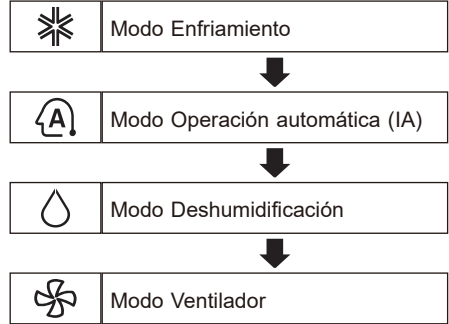 Modo Enfriamiento
A
Modo Operación automática (IA)
Modo Deshumidificación
Modo Ventilador